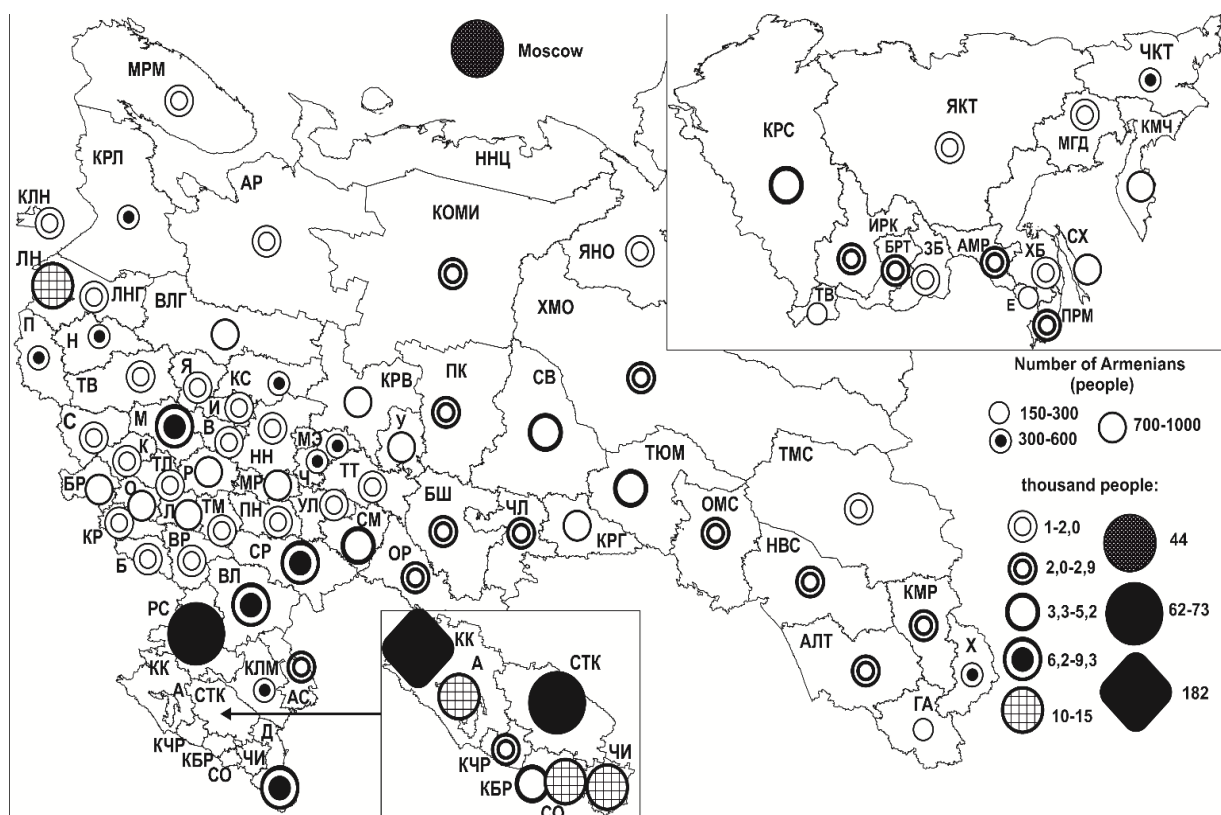 Moscow
МРМ
КРЛ
АР
ННЦ
КЛН
КОМИ
ЯНО
ЛН
ЛНГ
ВЛГ
ХМО
П
Н
ТВ
Я
КС
КРВ
ПК
СВ
С
М
И
В
К
НН
МЭ
У
ТЛ
Р
МР
Ч
ТТ
ТЮМ
ТМС
БР
О
Л
ТМ
ПН
УЛ
СМ
БШ
ЧЛ
КРГ
ОМС
КР
Б
ВР
СР
ОР
НВС
ВЛ
КМР
РС
АЛТ
Х
КК
А
СТК
КЛМ
АС
ГА
Д
КЧР
КБР
СО
ЧИ
КК
А
СТК
КЧР
КБР
СО
ЧИ
ЧКТ
ЯКТ
КРС
МГД
КМЧ
ИРК
БРТ
ЗБ
АМР
ХБ
СХ
ТВ
Е
ПРМ
Number of Armenians
(people)
150-300
300-600
700-1000
thousand people:
1-2,0
2,0-2,9
3,3-5,2
6,2-9,3
10-15
44
62-73
182